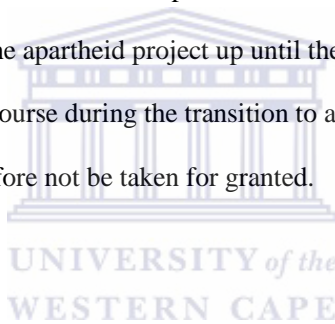 ne apartheid project up until the
ourse during the transition to a
fore not be taken for granted.
UNIVERSITY of the
WESTERN CAPE